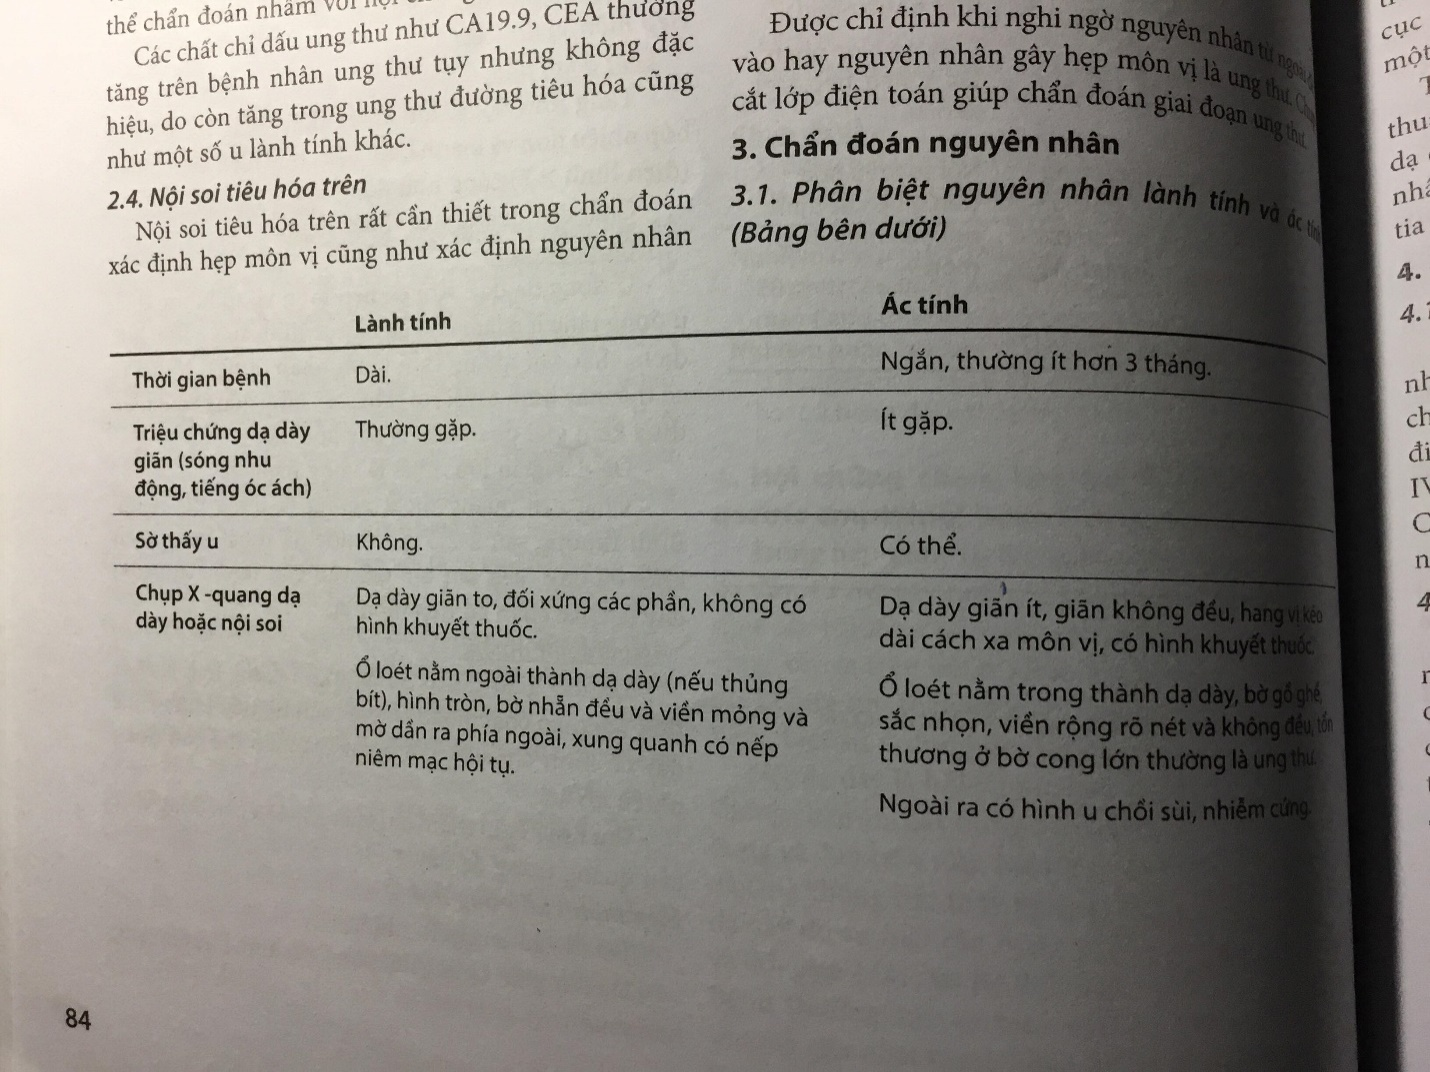 thể chẩn đoán nhầm với
Các chất chỉ dấu ung thư như CA19.9, CEA thường
tăng trên bệnh nhân ung thư tụy nhưng không đặc
hiệu, do còn tăng trong ung thư đường tiêu hóa cũng
như một số u lành tính khác.
2.4. Nội soi tiêu hóa trên
Nội soi tiêu hóa trên rất cần thiết trong chẩn đoán
xác định hẹp môn vị cũng như xác định nguyên nhân
Được chỉ định khi nghi ngờ nguyên nhân từ ngoài
vào hay nguyên nhân gây hẹp môn vị là ung thư.
cắt lớp điện toán giúp chẩn đoán giai đoạn ung thư.
3. Chẩn đoán nguyên nhân
3.1. Phân biệt nguyên nhân lành tính và ác tính
(Bảng bên dưới)
Lành tính
Ác tính
Thời gian bệnh
Dài.
Ngắn, thường ít hơn 3 tháng.
Triệu chứng dạ dày
giãn (sóng nhu
động, tiếng óc ách)
Thường gặp.
Ít gặp.
Sờ thấy u
Không.
Có thể.
Chụp X -quang dạ
dày hoặc nội soi
Dạ dày giãn to, đối xứng các phần, không có
hình khuyết thuốc.
Ổ loét nằm ngoài thành dạ dày (nếu thủng
bít), hình tròn, bờ nhẵn đều và viền mỏng và
mờ dần ra phía ngoài, xung quanh có nếp
niêm mạc hội tụ.
Dạ dày giãn ít, giãn không đều, hang vị kéo
dài cách xa môn vị, có hình khuyết thuốc.
Ổ loét nằm trong thành dạ dày, bờ gồ ghề,
sắc nhọn, viền rộng rõ nét và không đều, tổn
thương ở bờ cong lớn thường là ung thư.
Ngoài ra có hình u chồi sùi, nhiễm cứng.
84
cục
một
thu
dạ
nhâ
tia
4.
4.1
nh
ch
đi
IV
C
n
4